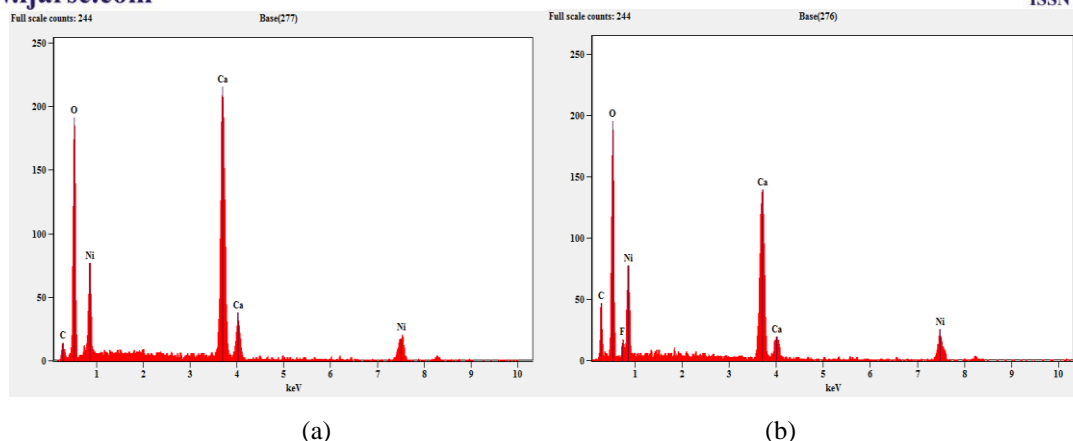 Full scale counts: 244 Base(277)
250
200
150
100
50
0
O
Ca
Ni
Ca
C
Ni
1 2 3 4 5 6 7 8 9 10
keV
ISSN
Full scale counts: 244 Base(276)
250
200
150
100
50
0
O
Ca
Ni
C
F
Ca
Ni
1 2 3 4 5 6 7 8 9 10
keV
(a) (b)